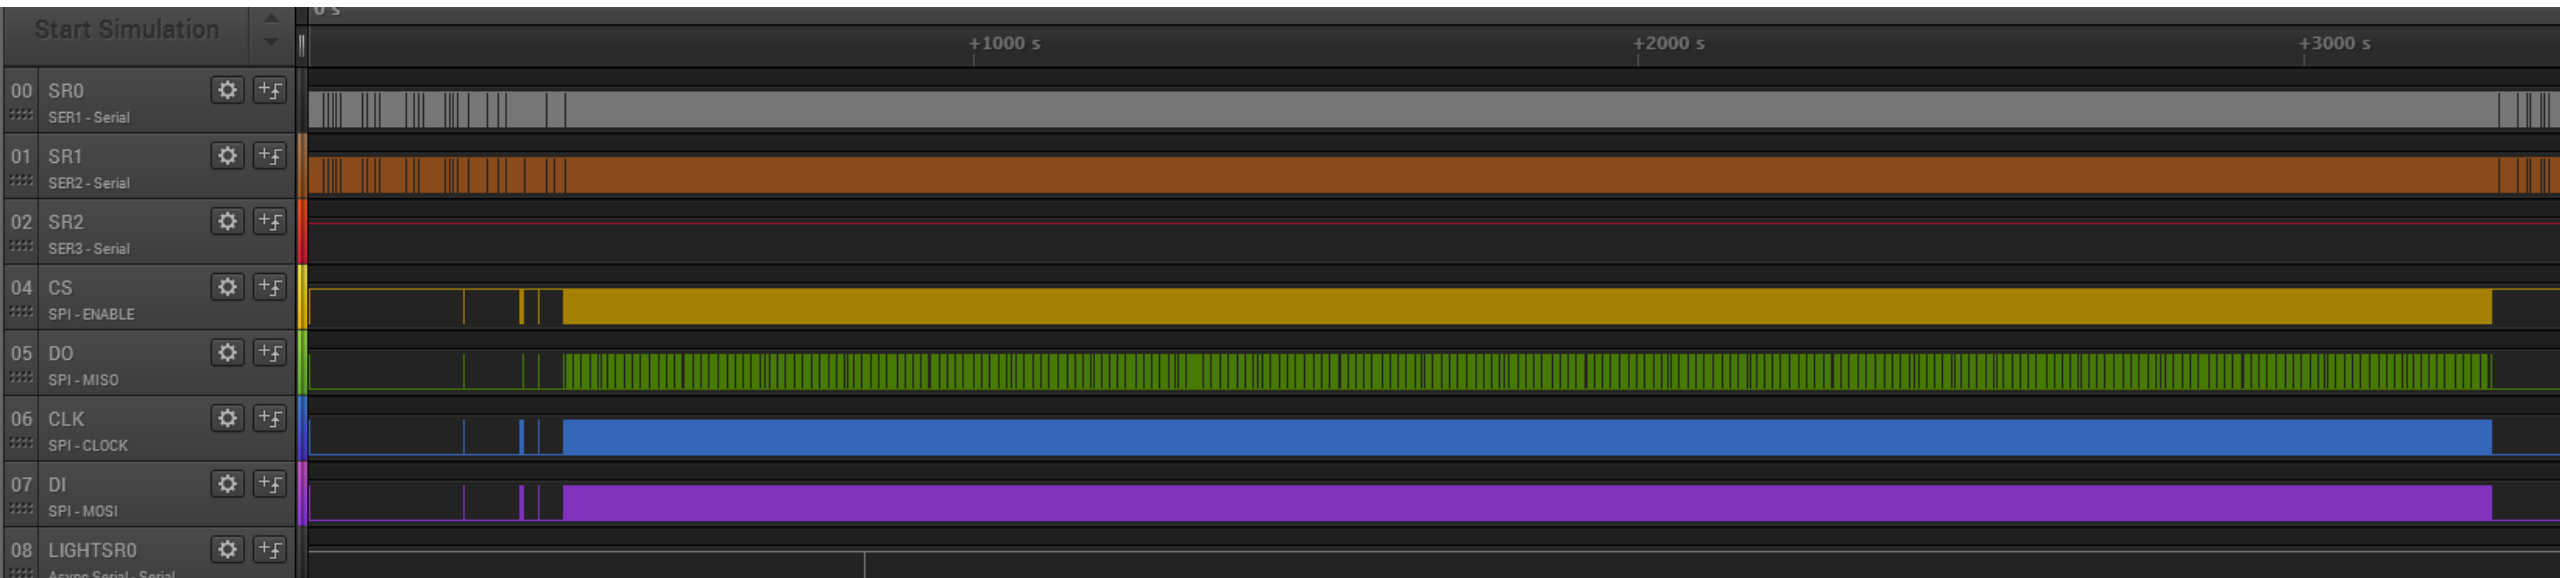 0 s
Start Simulation
+1000 s
+2000 s
+3000 s
00 SR0
SER1 - Serial
01 SR1
SER2 - Serial
02 SR2
SER3 - Serial
04 CS
SPI - ENABLE
05 DO
SPI - MISO
06 CLK
SPI - CLOCK
07 DI
SPI - MOSI
08 LIGHTSR0
Async Serial - Serial